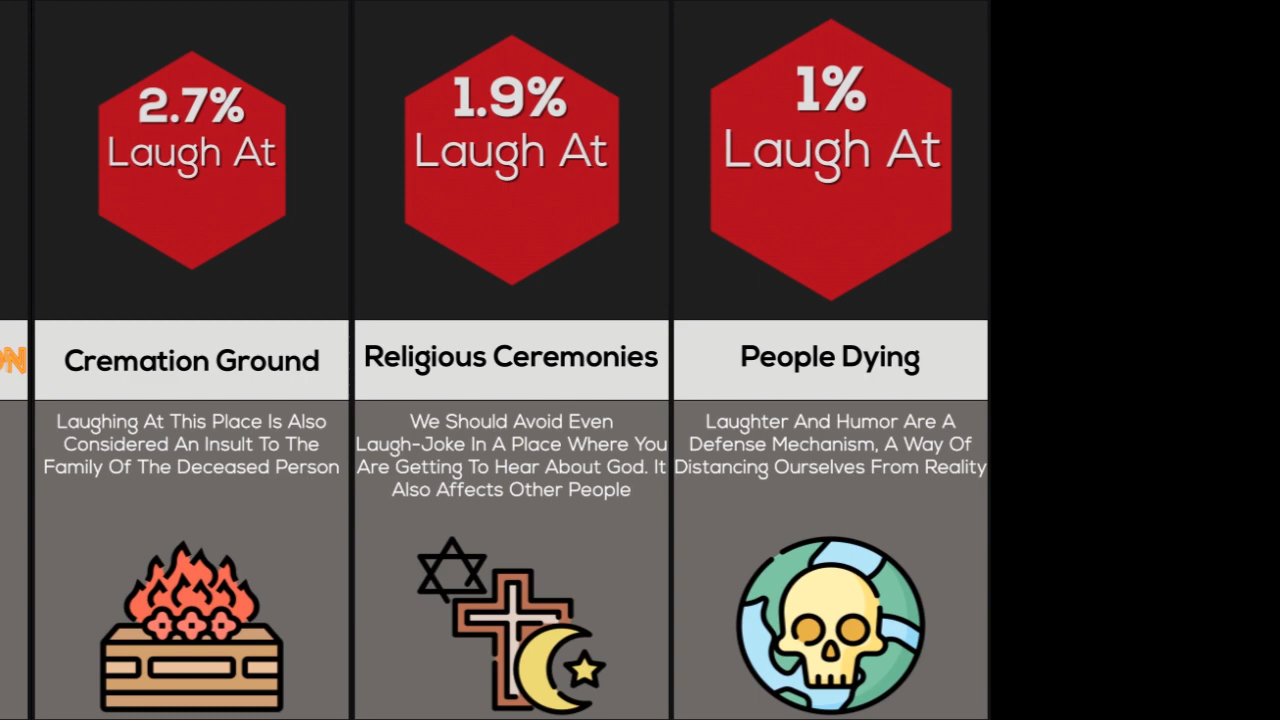 2.7%
Laugh At
1.9%
Laugh At
1%
Laugh At
Cremation Ground
Religious Ceremonies
People Dying
Laughing At This Place Is Also
Considered An Insult To The
Family Of The Deceased Person
We Should Avoid Even
Laugh-Joke In A Place Where You
Are Getting To Hear About God. It
Also Affects Other People
Laughter And Humor Are A
Defense Mechanism, A Way Of
Distancing Ourselves From Reality